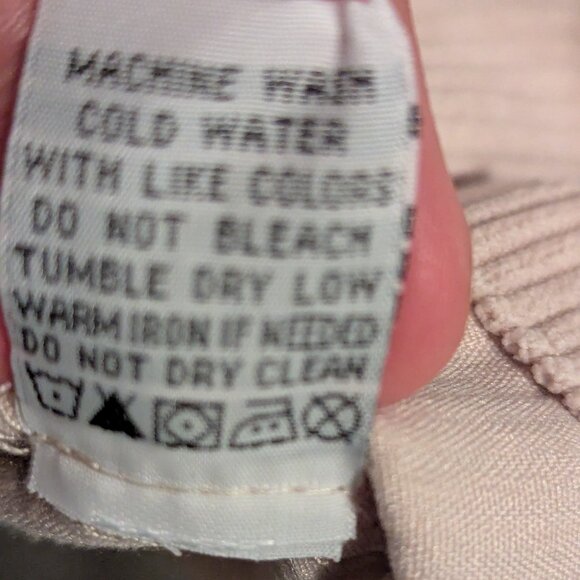 MACHINE WASH
COLD WATER
WITH LIKE COLORS
DO NOT BLEACH
TUMBLE DRY LOW
WARM IRON IF NEEDED
DO NOT DRY CLEAN